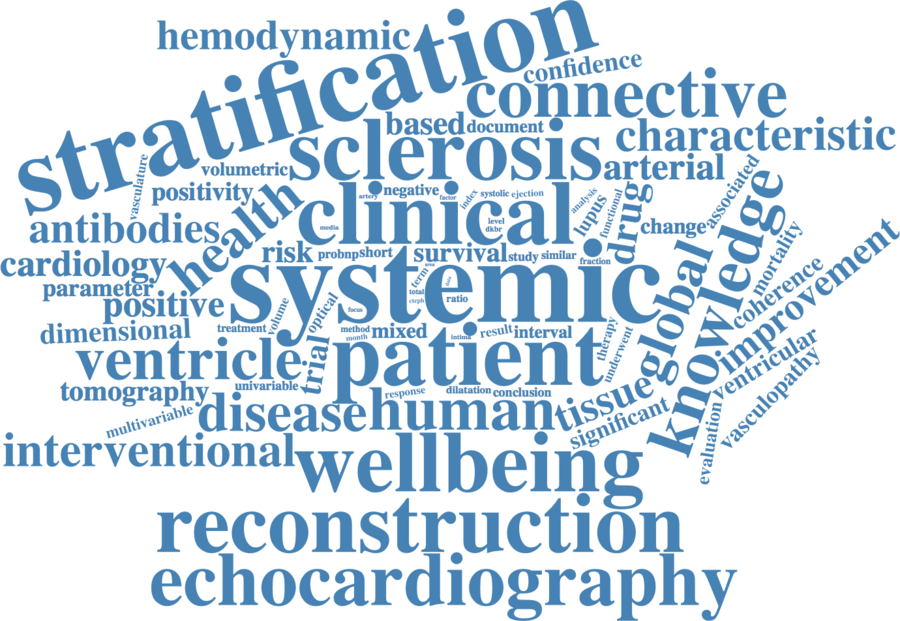 hemodynamic
stratification
confidence
connective
based
document
characteristic
sclerosis
arterial
vasculature
volumetric
positivity
health
artery
negative
factor
index
systolic
ejection
analysis
functional
lupus
drug
associated
knowledge
antibodies
clinical
media
level
dkbr
change
mortality
cardiology
risk
probnp
short
survival
study
similar
fraction
global
coherence
improvement
parameter
systemic
area
term
total
cteph
ratio
positive
volume
optical
focus
dimensional
treatment
method
month
mixed
intima
result
interval
therapy
underwent
ventricle
trial
patient
ventricular
vasculopathy
tomography
univariable
response
dilatation
conclusion
tissue
multivariable
disease
human
significant
evaluation
interventional
wellbeing
reconstruction
echocardiography